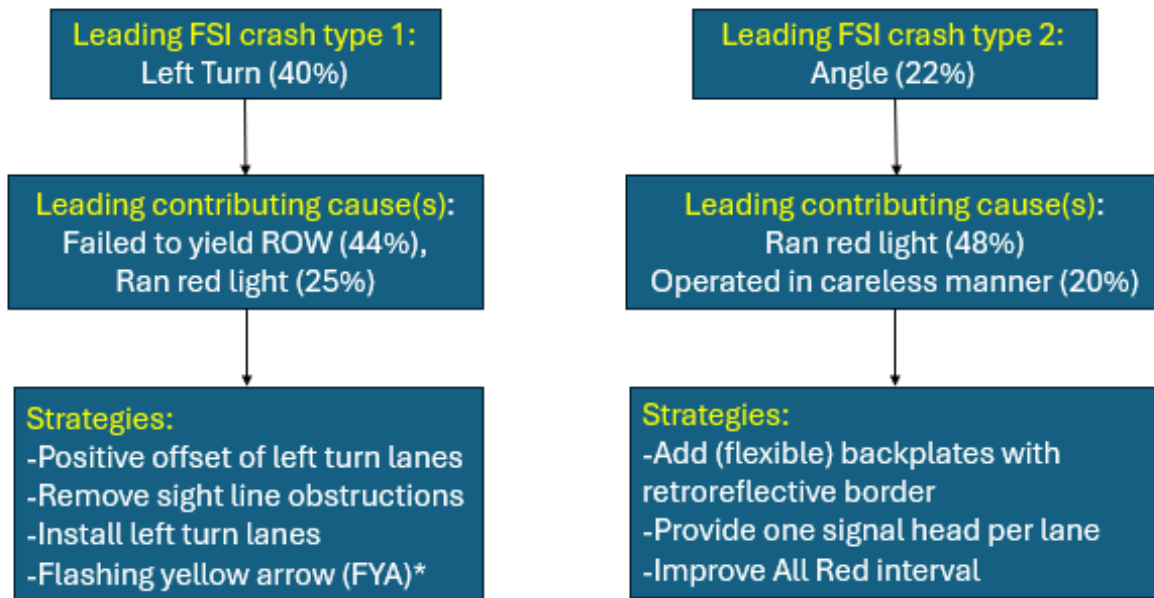 Leading FSI crash type 1:
Left Turn (40%)
Leading contributing cause(s):
Failed to yield ROW (44%),
Ran red light (25%)
Strategies:
-Positive offset of left turn lanes
-Remove sight line obstructions
-Install left turn lanes
-Flashing yellow arrow (FYA)*
Leading FSI crash type 2:
Angle (22%)
Leading contributing cause(s):
Ran red light (48%)
Operated in careless manner (20%)
Strategies:
-Add (flexible) backplates with
retroreflective border
-Provide one signal head per lane
-Improve All Red interval